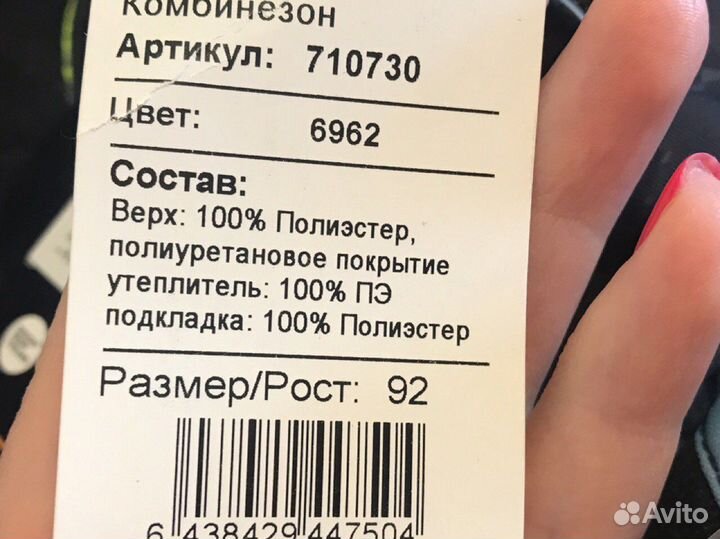 Комбинезон
Артикул: 710730
Цвет: 6962
Состав:
Верх: 100% Полиэстер,
полиуретановое покрытие
утеплитель: 100% ПЭ
подкладка: 100% Полиэстер
Размер/Рост: 92
6 438429 447504
Avito